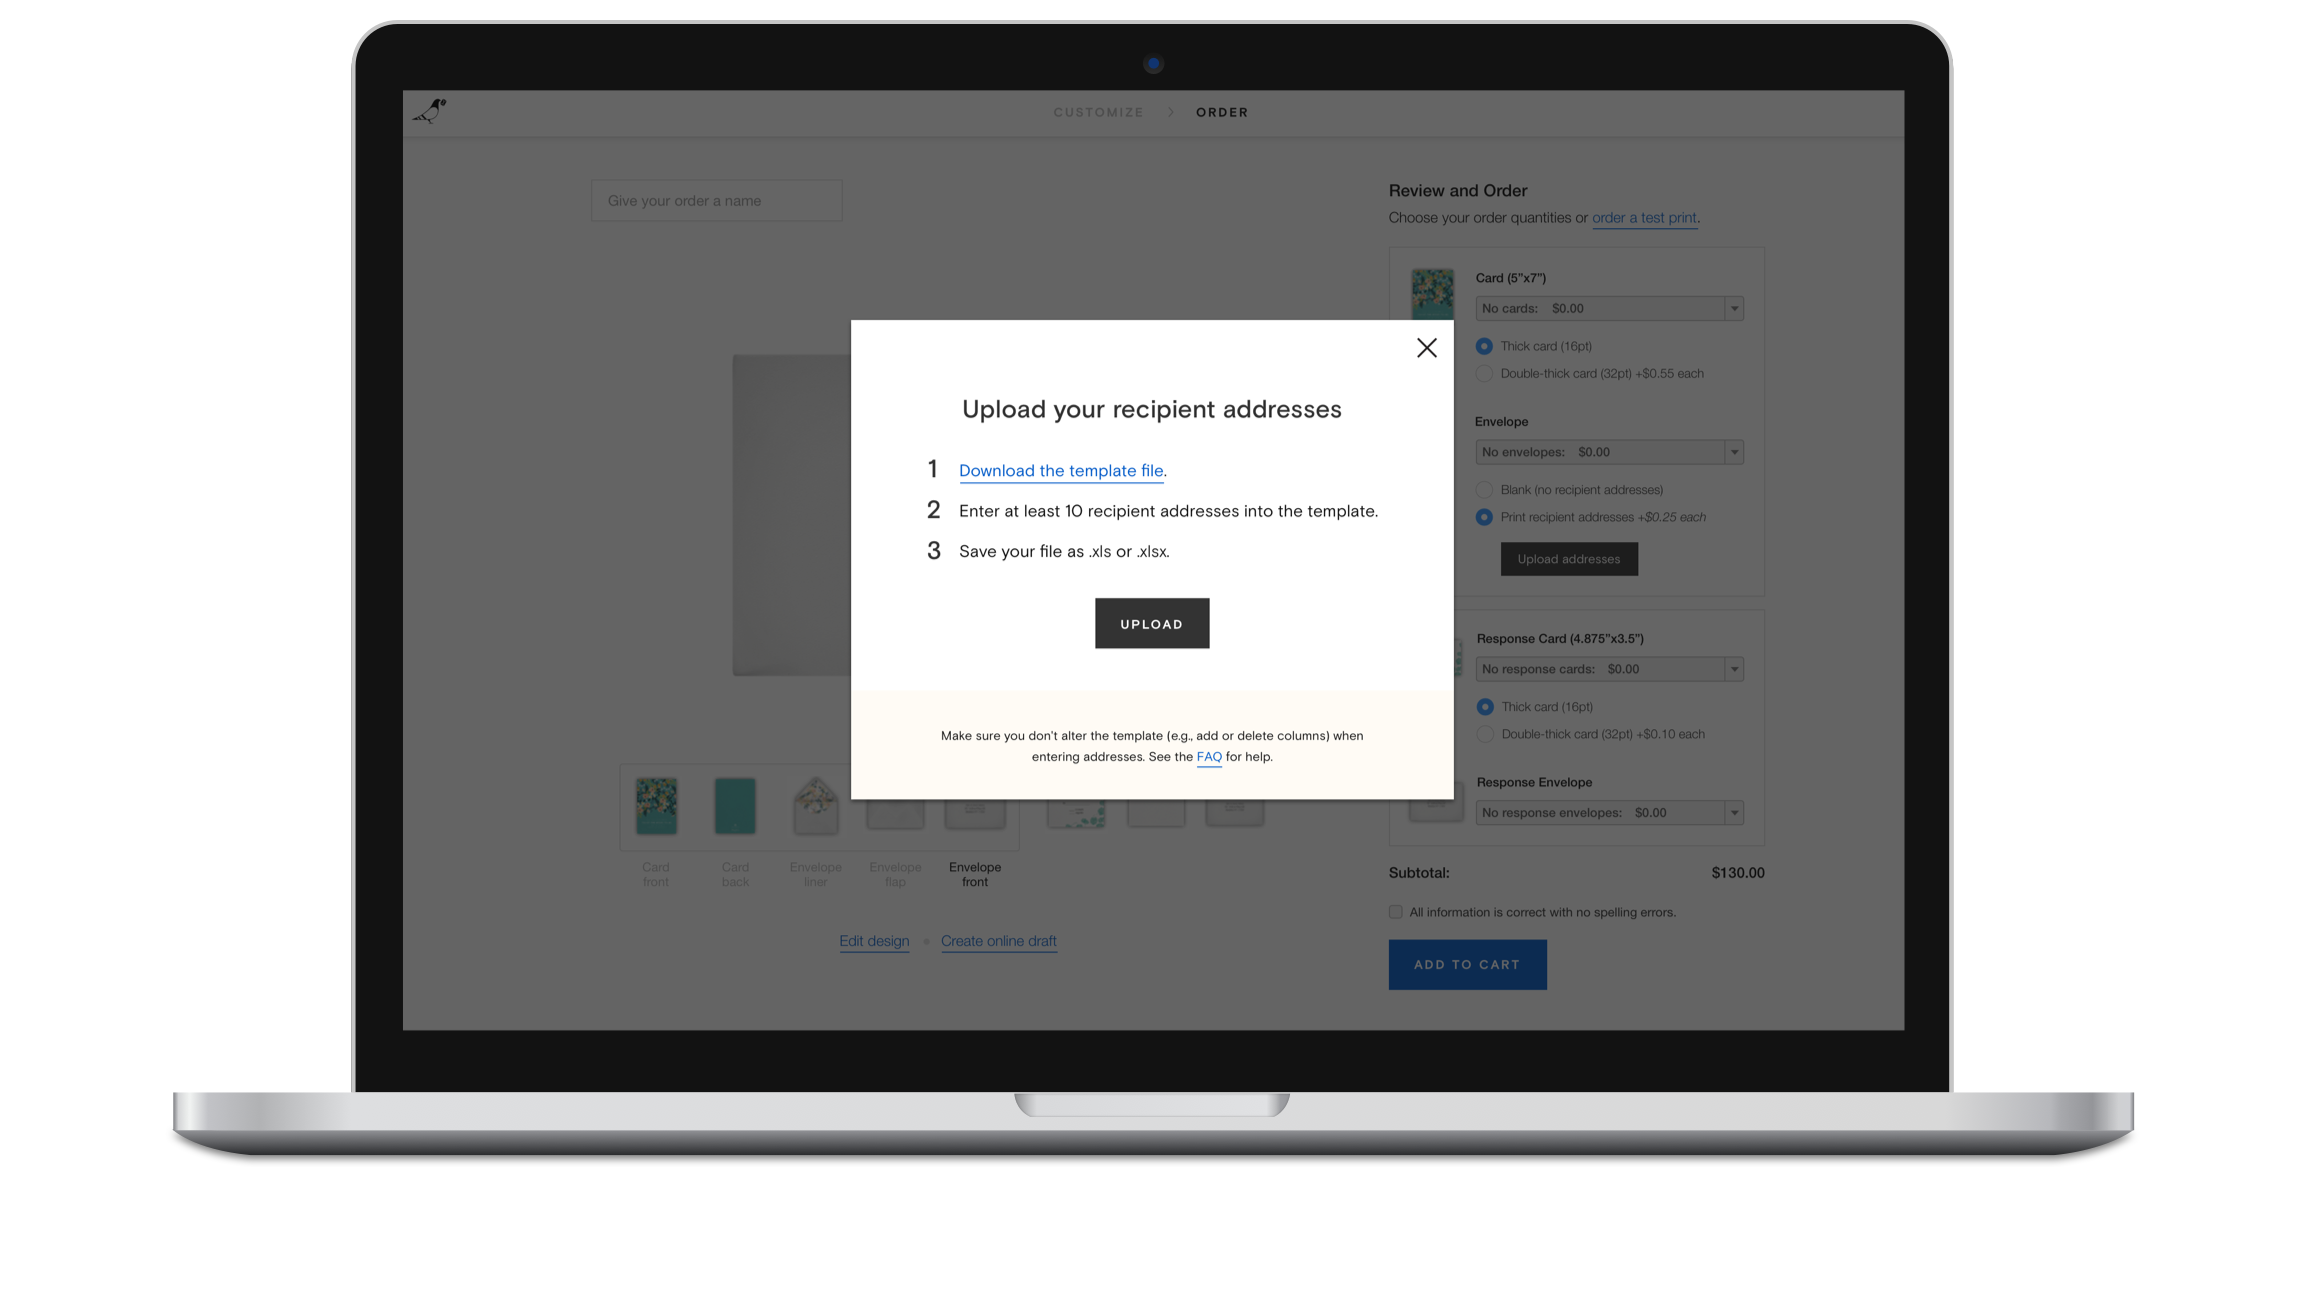 CUSTOMIZE > ORDER
Give your order a name
Review and Order
Choose your order quantities or order a test print.
Card (5”x7”)
No cards: $0.00
Thick card (16pt)
Double-thick card (32pt) +$0.55 each
Envelope
No envelopes: $0.00
Blank (no recipient addresses)
Print recipient addresses +$0.25 each
Upload addresses
Upload your recipient addresses
1 Download the template file.
2 Enter at least 10 recipient addresses into the template.
3 Save your file as .xls or .xlsx.
UPLOAD
Make sure you don't alter the template (e.g., add or delete columns) when
entering addresses. See the FAQ for help.
Response Card (4.875”x3.5”)
No response cards: $0.00
Thick card (16pt)
Double-thick card (32pt) +$0.10 each
Response Envelope
No response envelopes: $0.00
Card
front
Card
back
Envelope
liner
Envelope
flap
Envelope
front
Edit design
Create online draft
Subtotal: $130.00
All information is correct with no spelling errors.
ADD TO CART